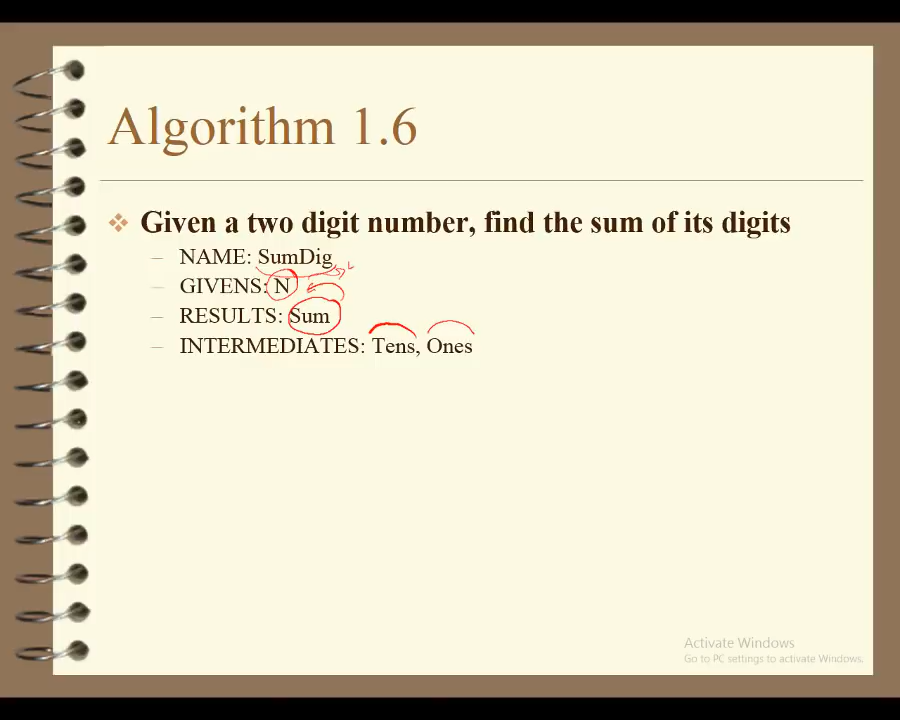 Algorithm 1.6
Given a two digit number, find the sum of its digits
– NAME: SumDig
– GIVENS: N
– RESULTS: Sum
– INTERMEDIATES: Tens, Ones
Activate Windows
Go to PC settings to activate Windows.